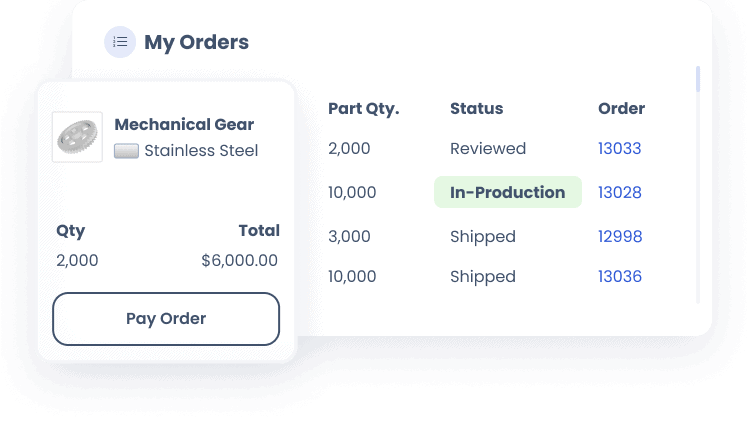 My Orders
Mechanical Gear
Stainless Steel
Qty Total
2,000 $6,000.00
Pay Order
Part Qty. Status Order
2,000 Reviewed 13033
10,000 In-Production 13028
3,000 Shipped 12998
10,000 Shipped 13036